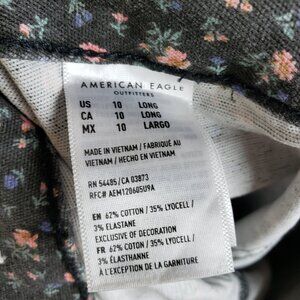 AMERICAN EAGLE
OUTFITTERS
US 10 LONG
CA 10 LONG
MX 10 LARGO
MADE IN VIETNAM / FABRIQUÉ AU
VIETNAM / HECHO EN VIETNAM
RN 54485/CA 03873
RFC# AEM120605U9A
EN: 62% COTTON / 35% LYOCELL /
3% ELASTANE
EXCLUSIVE OF DECORATION
FR: 62% COTON / 35% LYOCELL /
3% ÉLASTHANNE
À L'EXCEPTION DE LA GARNITURE